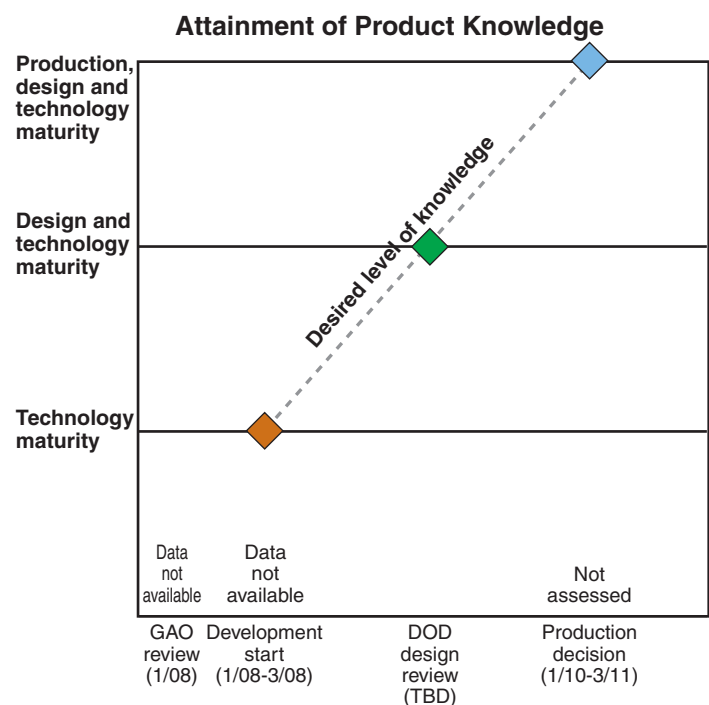 Attainment of Product Knowledge
Production,
design and
technology
maturity
Design and
technology
maturity
Technology
maturity
Desired level of knowledge
Data
not
available
Data
not
available
Not
assessed
GAO
review
(1/08)
Development
start
(1/08-3/08)
DOD
design
review
(TBD)
Production
decision
(1/10-3/11)